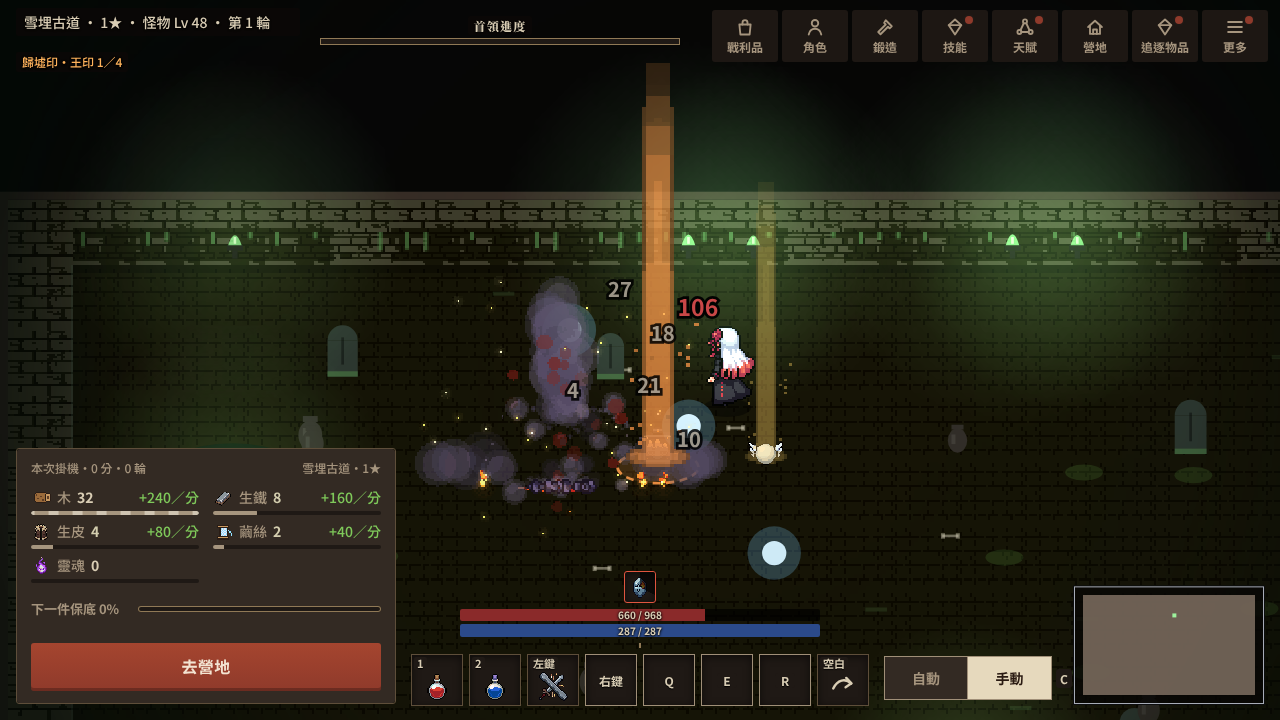 雪埋古道 • 1★ • 怪物 Lv 48 • 第 1 輪
首領進度
戰利品
角色
鍛造
技能
天賦
營地
追逐物品
更多
歸墟印・王印 1／4
27
106
18
21
4
10
本次掛機・0 分・0 輪
雪埋古道・1★
木 32 +240／分
生鐵 8 +160／分
生皮 4 +80／分
繭絲 2 +40／分
靈魂 0
下一件保底 0%
去營地
660 / 968
287 / 287
1
2
左鍵
右鍵
Q
E
R
空白
自動
手動
C